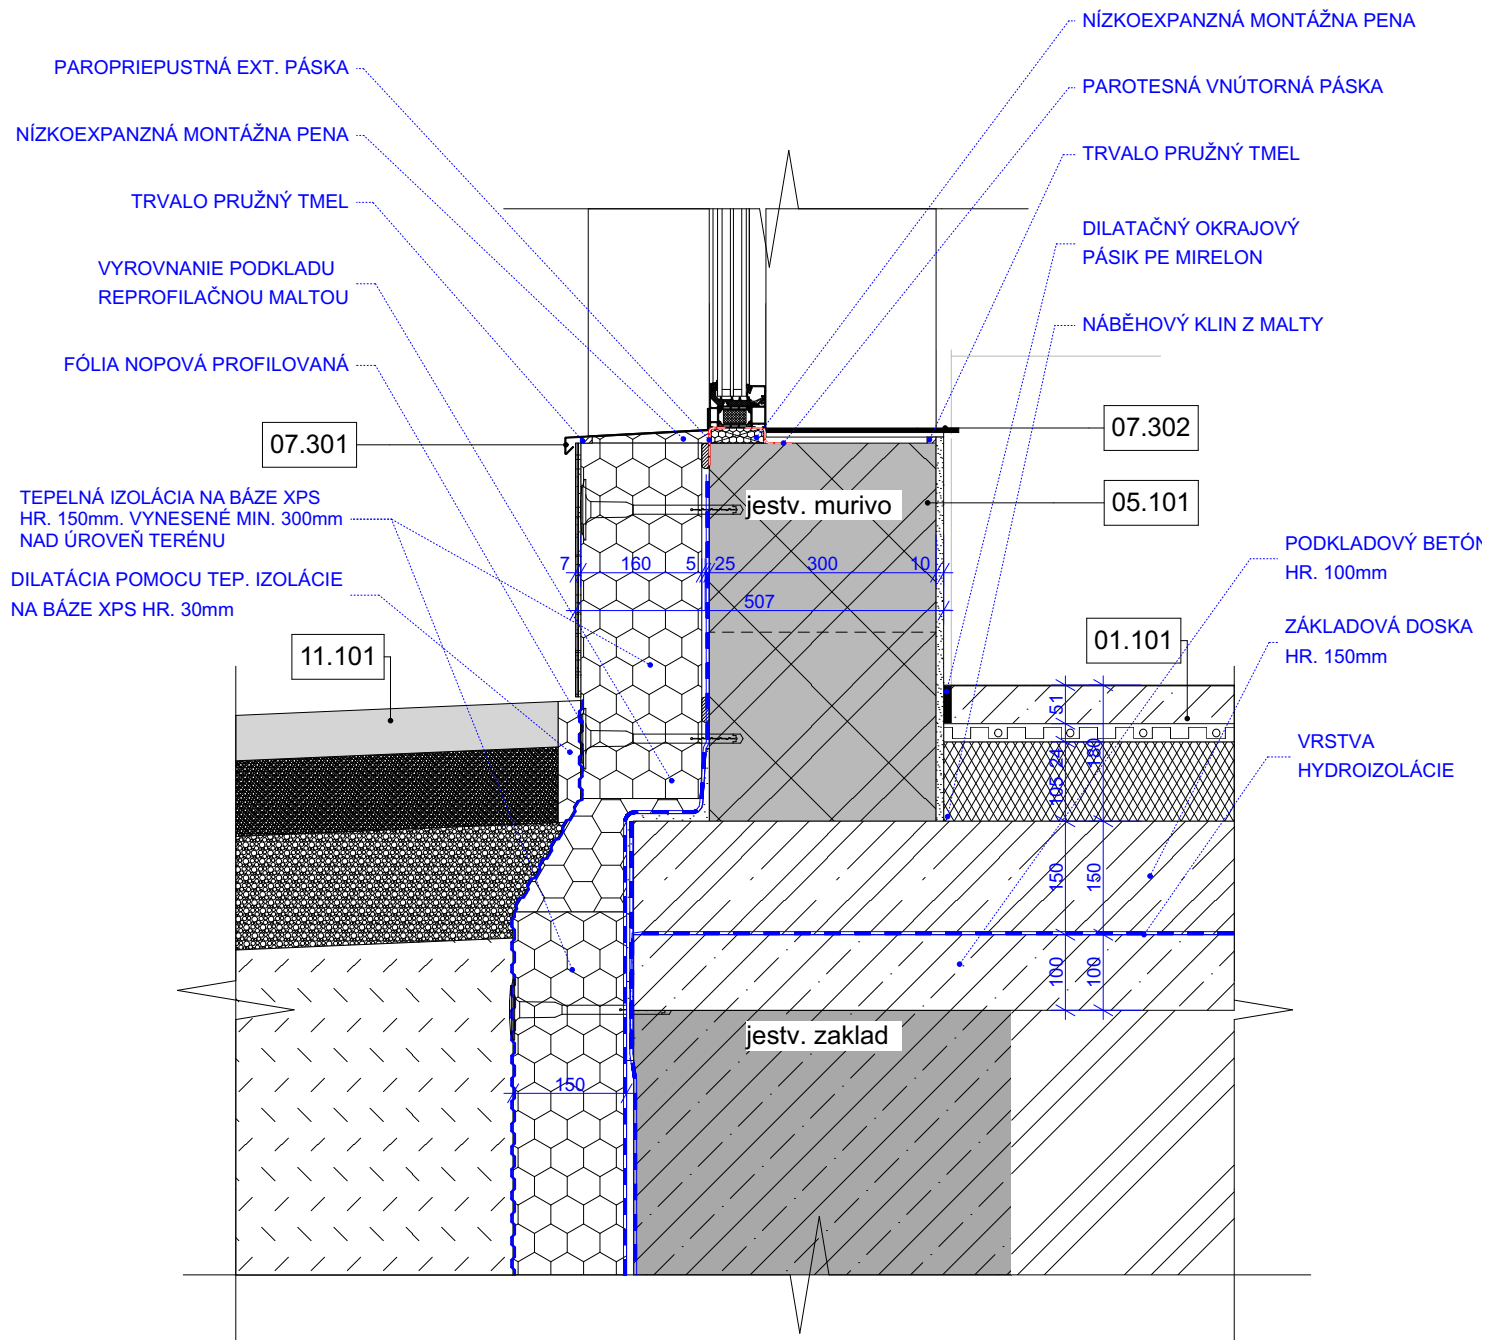 NÍZKOEXPANZNÁ MONTÁŽNA PENA
PAROPRIEPUSTNÁ EXT. PÁSKA
PAROTESNÁ VNÚTORNÁ PÁSKA
NÍZKOEXPANZNÁ MONTÁŽNA PENA
TRVALO PRUŽNÝ TMEL
TRVALO PRUŽNÝ TMEL
DILATAČNÝ OKRAJOVÝ
PÁSIK PE MIRELON
VYROVNANIE PODKLADU
REPROFILAČNOU MALTOU
NÁBĚHOVÝ KLIN Z MALTY
FÓLIA NOPOVÁ PROFILOVANÁ
07.301
07.302
TEPELNÁ IZOLÁCIA NA BÁZE XPS
HR. 150mm. VYNESENÉ MIN. 300mm
NAD ÚROVEŇ TERÉNU
jestv. murivo
05.101
PODKLADOVÝ BETÓN
HR. 100mm
DILATÁCIA POMOCU TEP. IZOLÁCIE
NA BÁZE XPS HR. 30mm
7 160 5 25 300 10
507
11.101
01.101
ZÁKLADOVÁ DOSKA
HR. 150mm
VRSTVA
HYDROIZOLÁCIE
51
24
105
180
150
150
100
100
jestv. zaklad
150